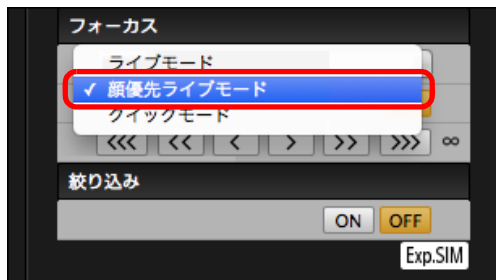 フォーカス
ライブモード
✓ 顔優先ライブモード
クイックモード
<<< << < > >> >>> ∞
絞り込み
ON OFF
Exp.SIM